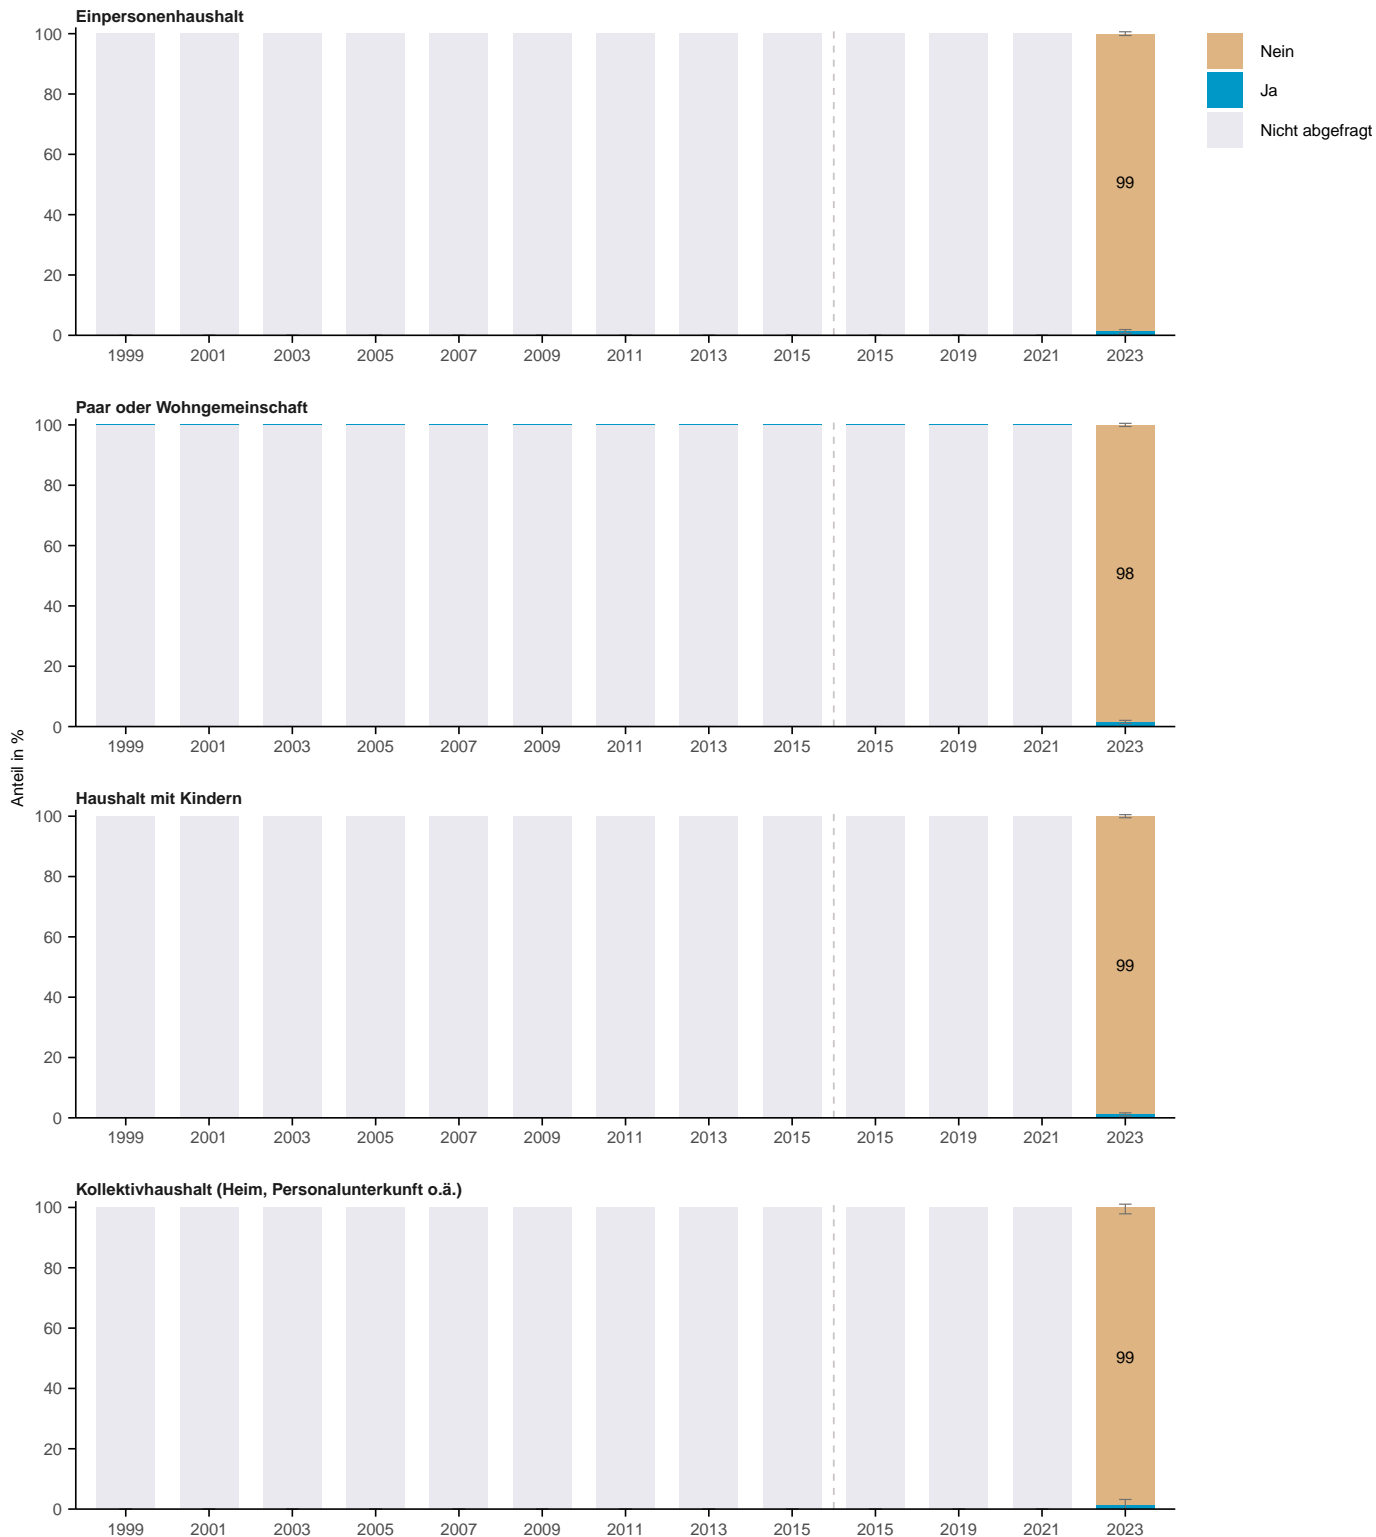 Einpersonenhaushalt
100
80
60
40
20
0
99
1999 2001 2003 2005 2007 2009 2011 2013 2015 2015 2019 2021 2023
Nein
Ja
Nicht abgefragt
Paar oder Wohngemeinschaft
100
80
60
40
20
0
98
1999 2001 2003 2005 2007 2009 2011 2013 2015 2015 2019 2021 2023
Anteil in %
Haushalt mit Kindern
100
80
60
40
20
0
99
1999 2001 2003 2005 2007 2009 2011 2013 2015 2015 2019 2021 2023
Kollektivhaushalt (Heim, Personalunterkunft o.ä.)
100
80
60
40
20
0
99
1999 2001 2003 2005 2007 2009 2011 2013 2015 2015 2019 2021 2023